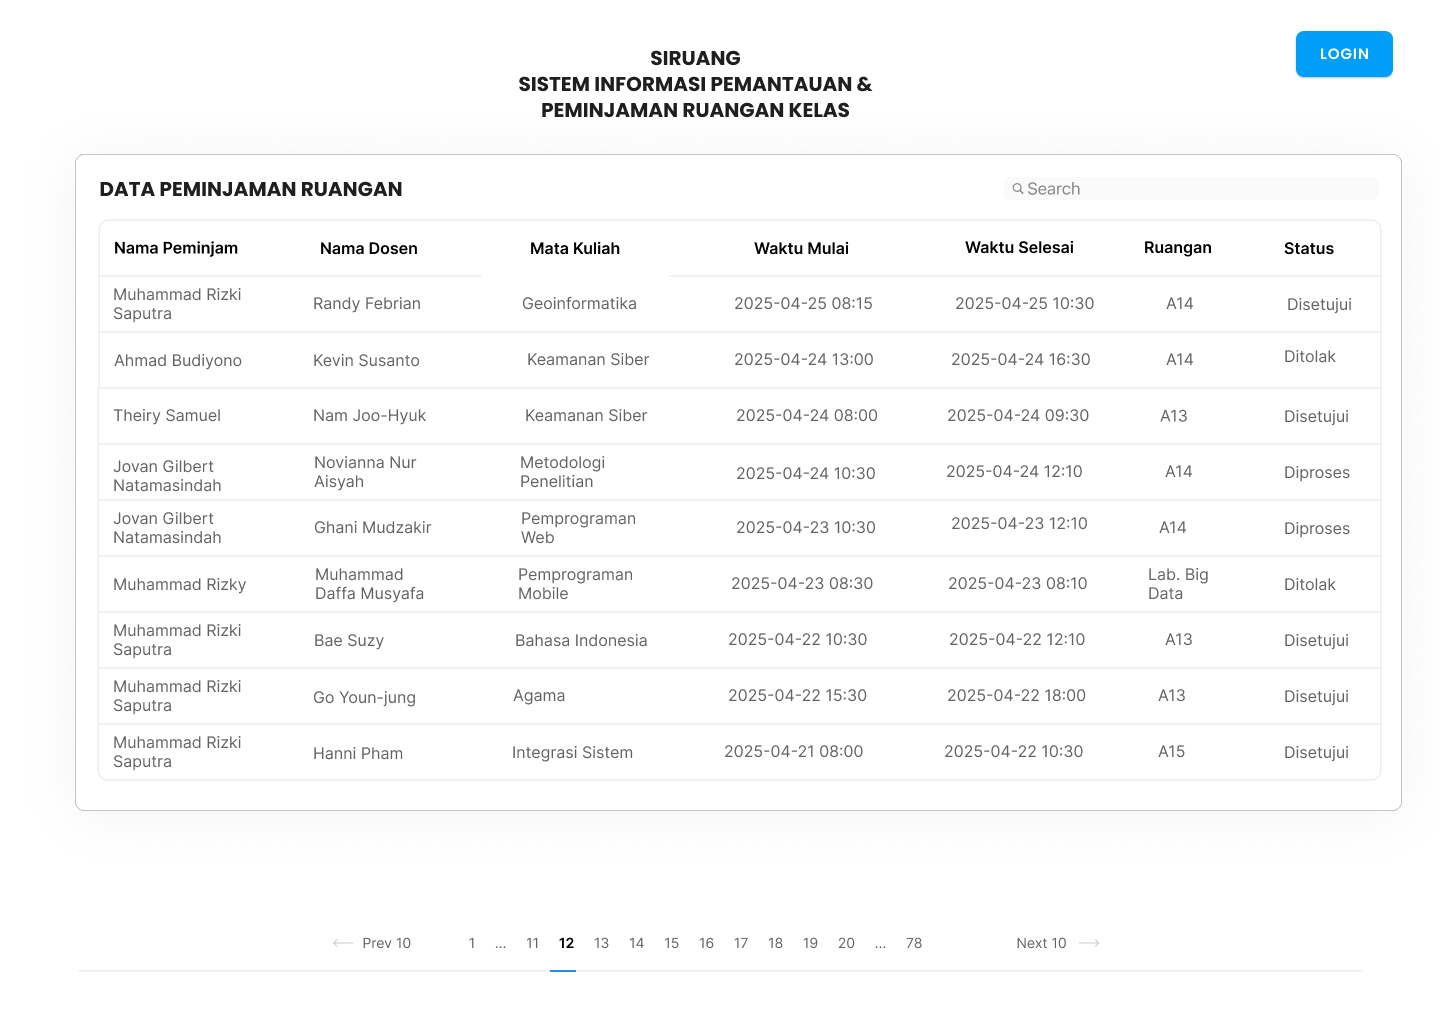 LOGIN
SIRUANG
SISTEM INFORMASI PEMANTAUAN &
PEMINJAMAN RUANGAN KELAS
DATA PEMINJAMAN RUANGAN
Search
Nama Peminjam Nama Dosen Mata Kuliah Waktu Mulai Waktu Selesai Ruangan Status
Muhammad Rizki
Saputra
Randy Febrian Geoinformatika 2025-04-25 08:15 2025-04-25 10:30 A14 Disetujui
Ahmad Budiyono Kevin Susanto Keamanan Siber 2025-04-24 13:00 2025-04-24 16:30 A14 Ditolak
Theiry Samuel Nam Joo-Hyuk Keamanan Siber 2025-04-24 08:00 2025-04-24 09:30 A13 Disetujui
Jovan Gilbert
Natamasindah
Novianna Nur
Aisyah
Metodologi
Penelitian
2025-04-24 10:30 2025-04-24 12:10 A14 Diproses
Jovan Gilbert
Natamasindah
Ghani Mudzakir
Pemprograman
Web
2025-04-23 10:30 2025-04-23 12:10 A14 Diproses
Muhammad Rizky
Muhammad
Daffa Musyafa
Pemprograman
Mobile
2025-04-23 08:30 2025-04-23 08:10
Lab. Big
Data
Ditolak
Muhammad Rizki
Saputra
Bae Suzy Bahasa Indonesia 2025-04-22 10:30 2025-04-22 12:10 A13 Disetujui
Muhammad Rizki
Saputra
Go Youn-jung Agama 2025-04-22 15:30 2025-04-22 18:00 A13 Disetujui
Muhammad Rizki
Saputra
Hanni Pham Integrasi Sistem 2025-04-21 08:00 2025-04-22 10:30 A15 Disetujui
Prev 10 1 ... 11 12 13 14 15 16 17 18 19 20 ... 78 Next 10